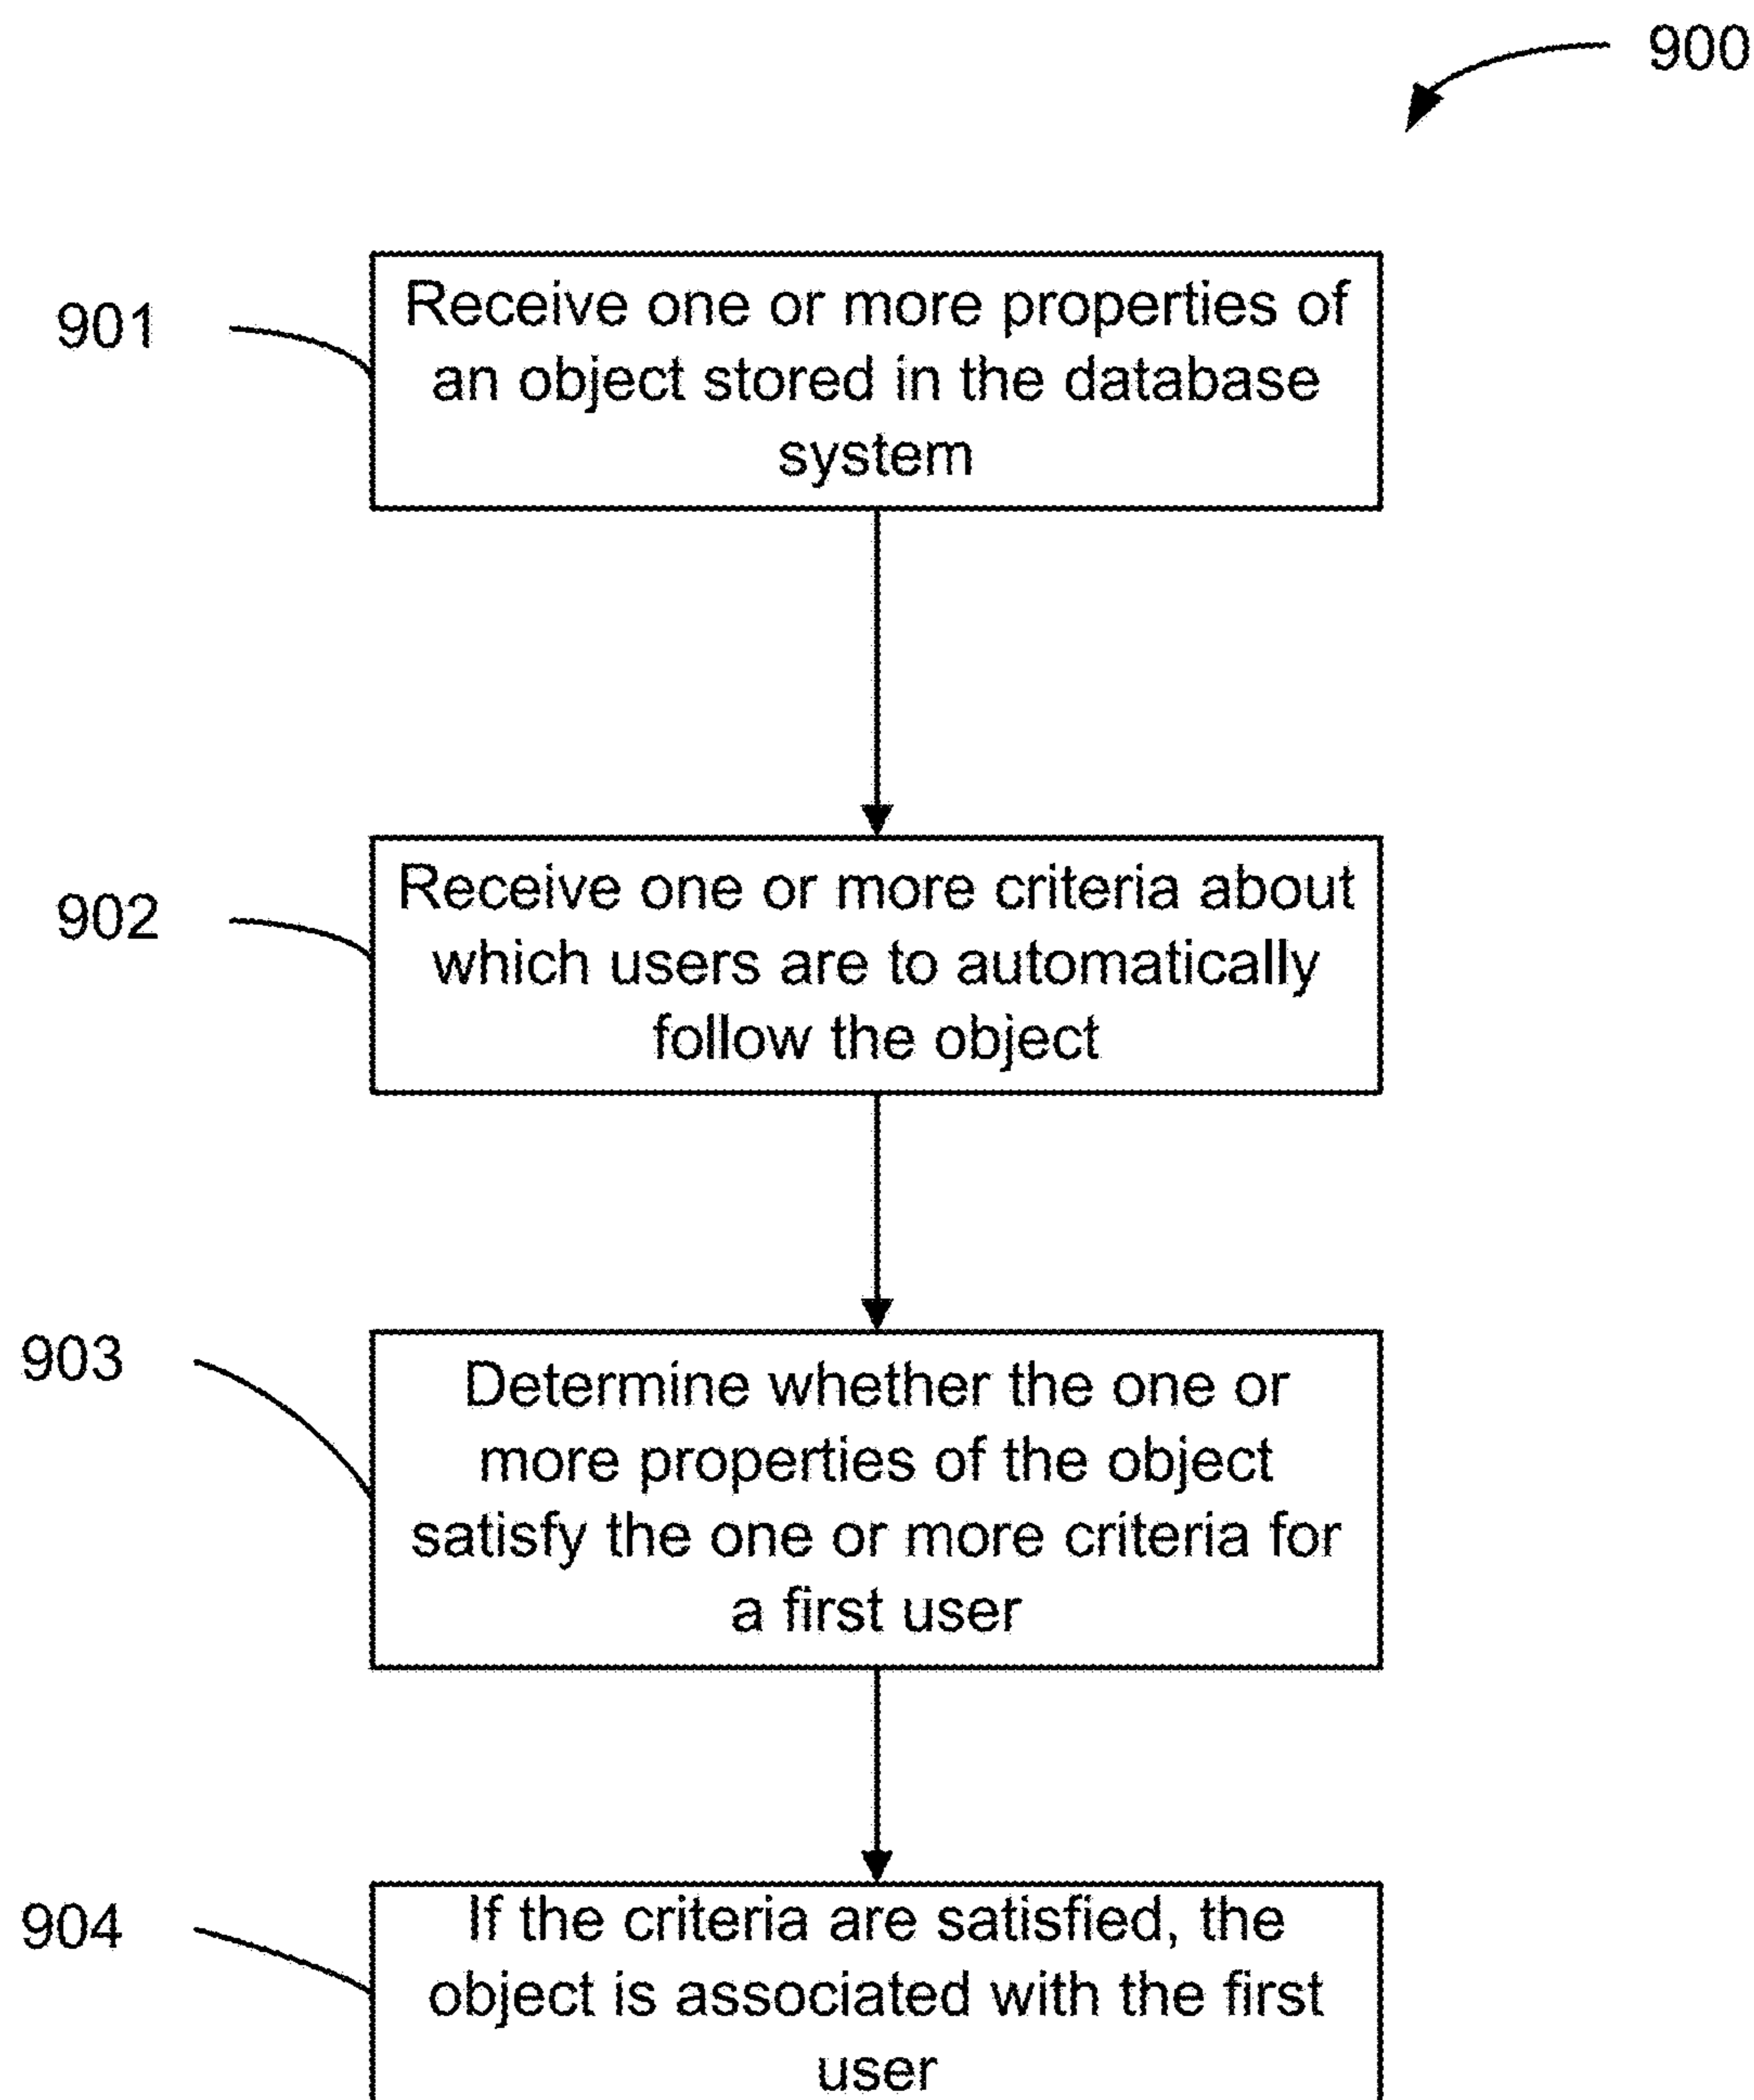 900
901
Receive one or more properties of
an object stored in the database
system
902
Receive one or more criteria about
which users are to automatically
follow the object
903
Determine whether the one or
more properties of the object
satisfy the one or more criteria for
a first user
904
If the criteria are satisfied, the
object is associated with the first
user